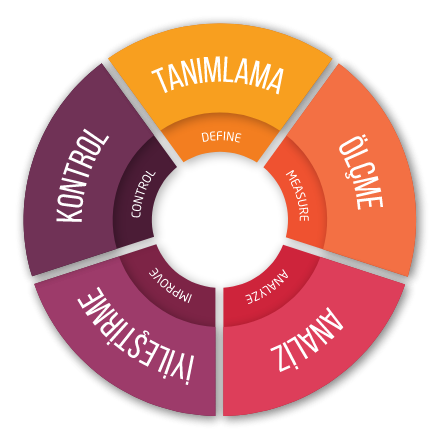 TANIMLAMA
DEFINE
ÖLÇME
MEASURE
ANALİZ
ANALYZE
İYİLEŞTİRME
IMPROVE
KONTROL
CONTROL